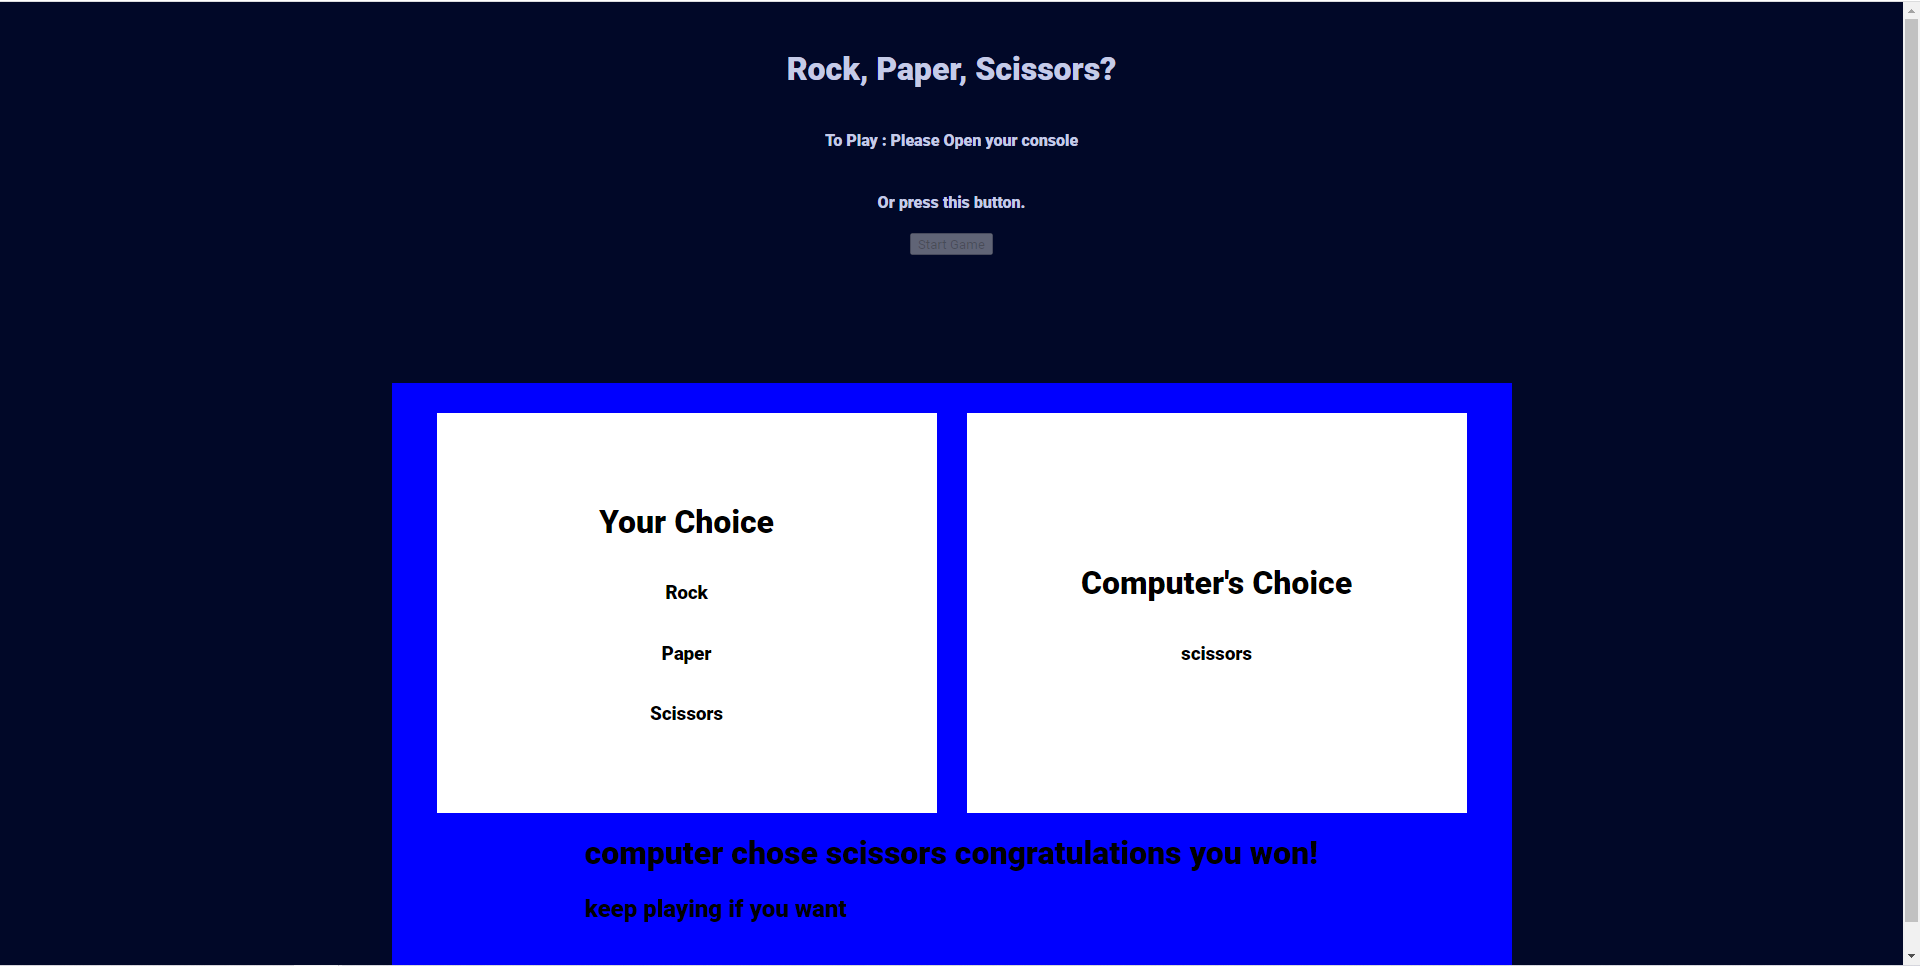 Rock, Paper, Scissors?
To Play : Please Open your console
Or press this button.
Start Game
Your Choice
Rock
Paper
Scissors
Computer's Choice
scissors
computer chose scissors congratulations you won!
keep playing if you want